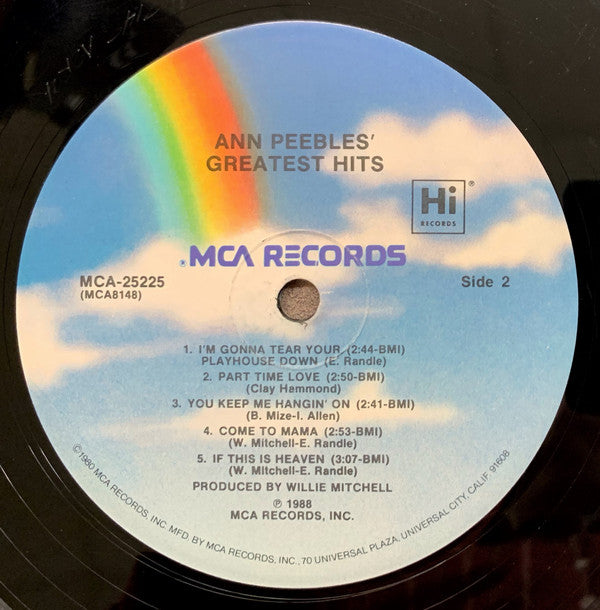 ANN PEEBLES'
GREATEST HITS
Hi®
RECORDS
®MCA RECORDS
MCA-25225
(MCA8148)
Side 2
1. I'M GONNA TEAR YOUR (2:44-BMI)
PLAYHOUSE DOWN (E. Randle)
2. PART TIME LOVE (2:50-BMI)
(Clay Hammond)
3. YOU KEEP ME HANGIN' ON (2:41-BMI)
(B. Mize-I. Allen)
4. COME TO MAMA (2:53-BMI)
(W. Mitchell-E. Randle)
5. IF THIS IS HEAVEN (3:07-BMI)
(W. Mitchell-E. Randle)
PRODUCED BY WILLIE MITCHELL
℗ 1988
MCA RECORDS, INC.
©1980 MCA RECORDS, INC. MFD. BY MCA RECORDS, INC., 70 UNIVERSAL PLAZA, UNIVERSAL CITY, CALIF. 91608